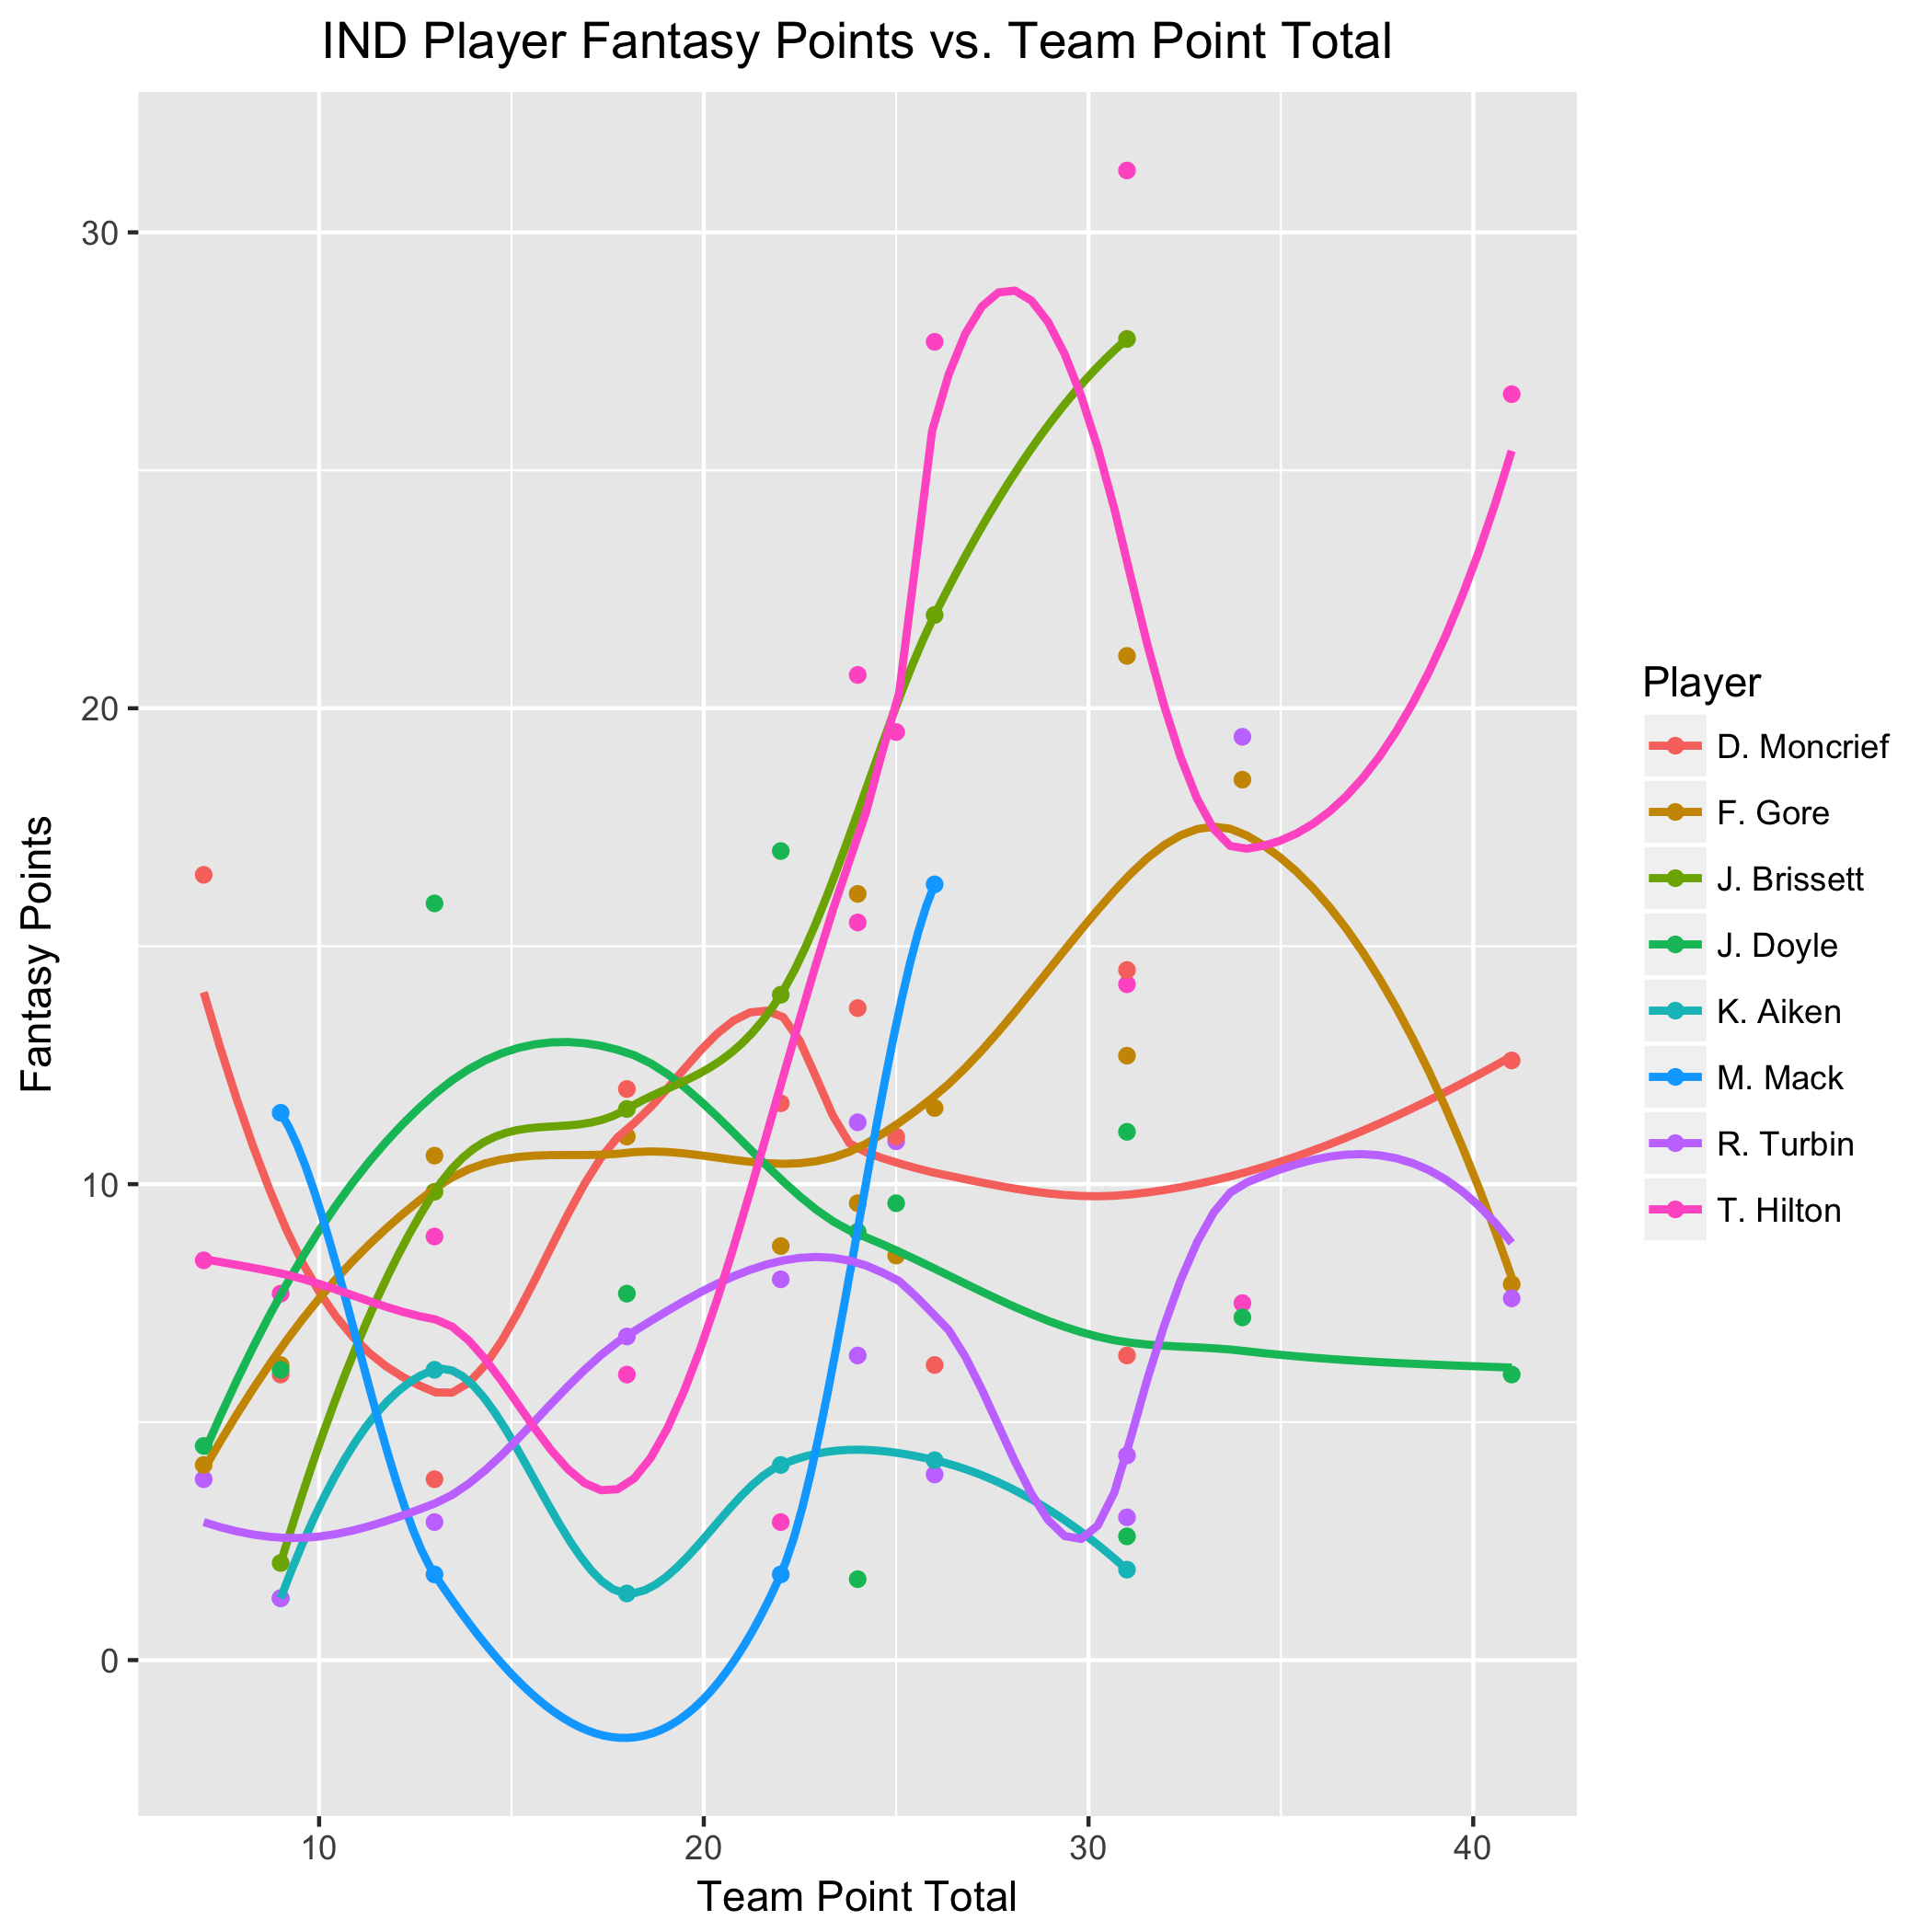 IND Player Fantasy Points vs. Team Point Total
Fantasy Points
30
20
10
0
10
20
30
40
Team Point Total
Player
D. Moncrief
F. Gore
J. Brissett
J. Doyle
K. Aiken
M. Mack
R. Turbin
T. Hilton